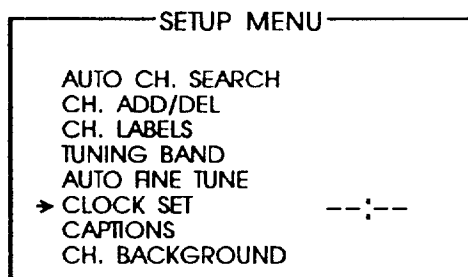 SETUP MENU
AUTO CH. SEARCH
CH. ADD/DEL
CH. LABELS
TUNING BAND
AUTO FINE TUNE
→ CLOCK SET --:--
CAPTIONS
CH. BACKGROUND